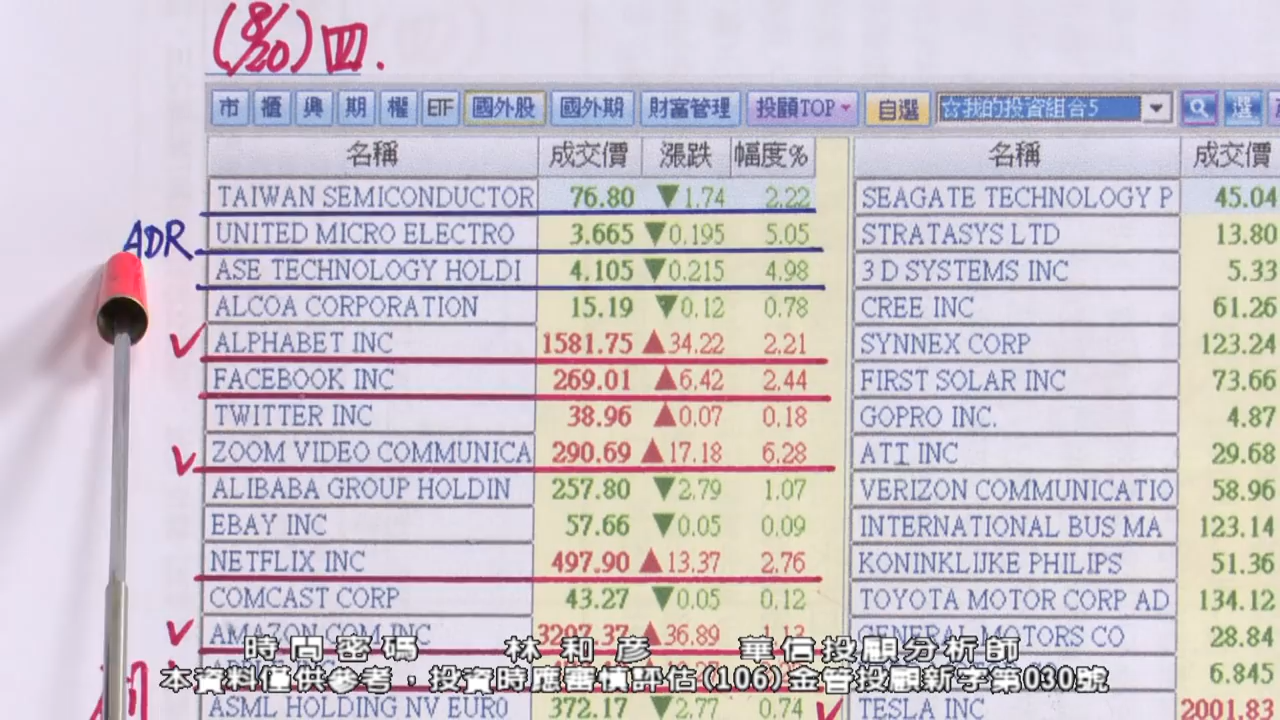 (8/20)四.
市 櫃 興 期 權 ETF 國外股 國外期 財富管理 投顧TOP 自選 ☆我的投資組合5 選
名稱 成交價 漲跌 幅度% 名稱 成交價
TAIWAN SEMICONDUCTOR 76.80 ▼1.74 2.22 SEAGATE TECHNOLOGY P 45.04
ADR UNITED MICRO ELECTRO 3.665 ▼0.195 5.05 STRATASYS LTD 13.80
ASE TECHNOLOGY HOLDI 4.105 ▼0.215 4.98 3 D SYSTEMS INC 5.33
ALCOA CORPORATION 15.19 ▼0.12 0.78 CREE INC 61.26
ALPHABET INC 1581.75 ▲34.22 2.21 SYNNEX CORP 123.24
FACEBOOK INC 269.01 ▲6.42 2.44 FIRST SOLAR INC 73.66
TWITTER INC 38.96 ▲0.07 0.18 GOPRO INC. 4.87
ZOOM VIDEO COMMUNICA 290.69 ▲17.18 6.28 ATI INC 29.68
ALIBABA GROUP HOLDIN 257.80 ▼2.79 1.07 VERIZON COMMUNICATIO 58.96
EBAY INC 57.66 ▼0.05 0.09 INTERNATIONAL BUS MA 123.14
NETFLIX INC 497.90 ▲13.37 2.76 KONINKLIJKE PHILIPS 51.36
COMCAST CORP 43.27 ▼0.05 0.12 TOYOTA MOTOR CORP AD 134.12
AMAZON COM INC 3297.37 ▲36.89 1.13 GENERAL MOTORS CO 28.84
時間密碼 林和彥 華信投顧分析師
6.845
本資料僅供參考，投資時應審慎評估(106)金管投顧新字第030號
ASML HOLDING NV EURO 372.17 ▼2.77 0.74 TESLA INC 2001.83